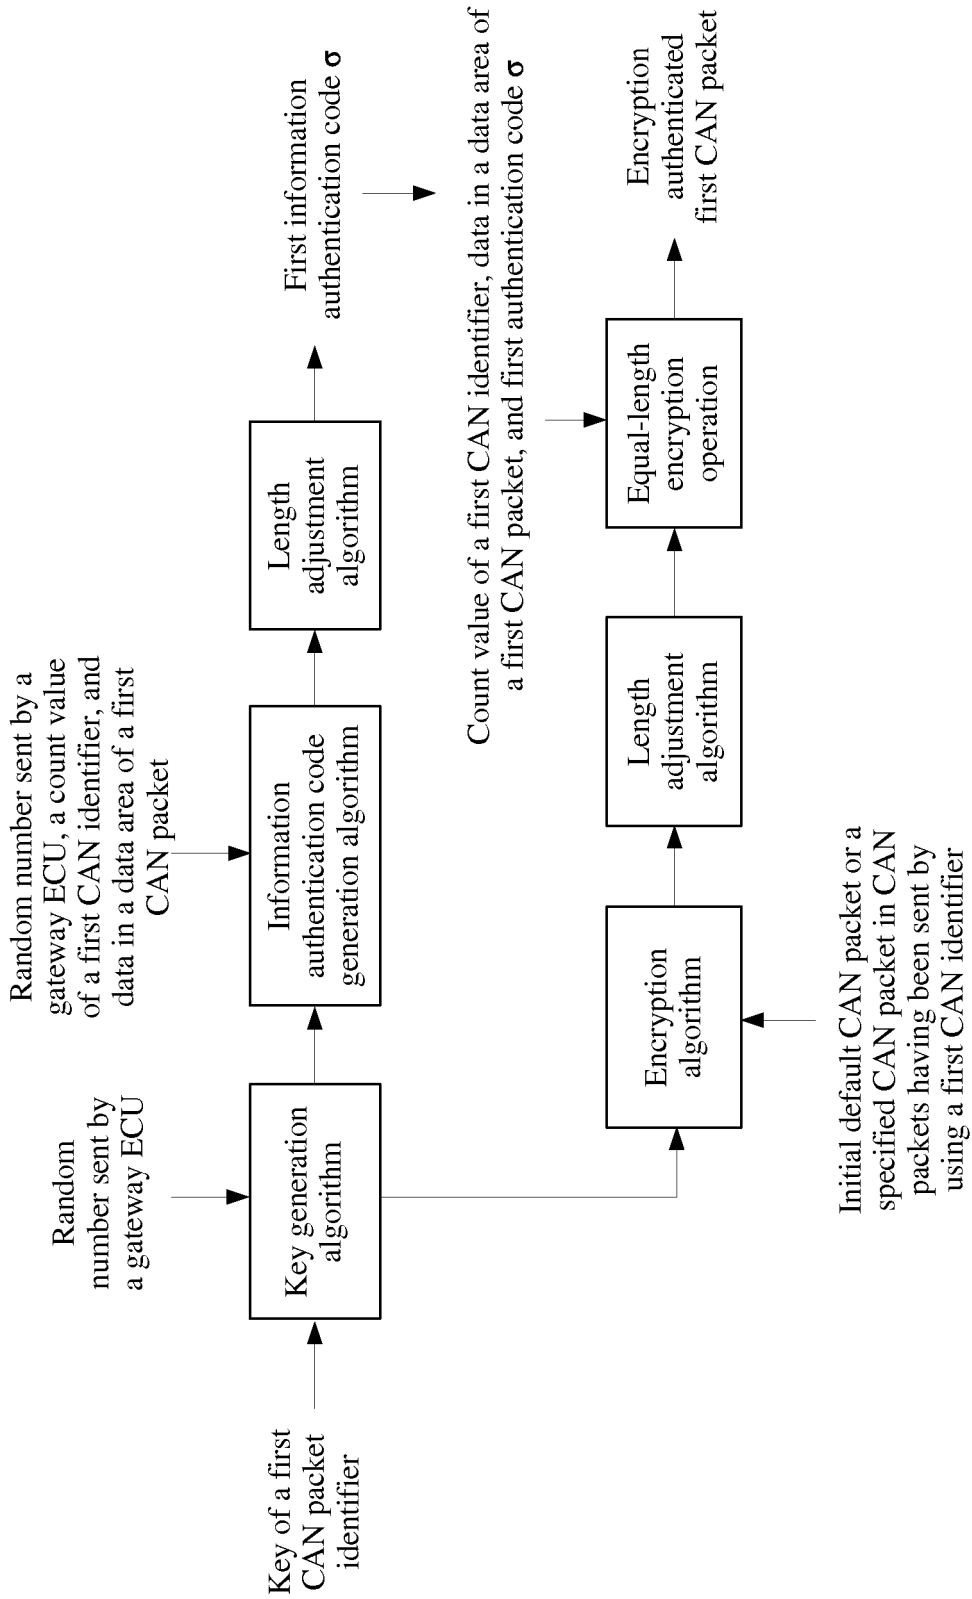 Key of a first
CAN packet
identifier
Random
number sent by
a gateway ECU
Key generation
algorithm
Random number sent by a
gateway ECU, a count value
of a first CAN identifier, and
data in a data area of a first
CAN packet
Information
authentication code
generation algorithm
Length
adjustment
algorithm
First information
authentication code σ
Count value of a first CAN identifier, data in a data area of
a first CAN packet, and first authentication code σ
Initial default CAN packet or a
specified CAN packet in CAN
packets having been sent by
using a first CAN identifier
Encryption
algorithm
Length
adjustment
algorithm
Equal-length
encryption
operation
Encryption
authenticated
first CAN packet